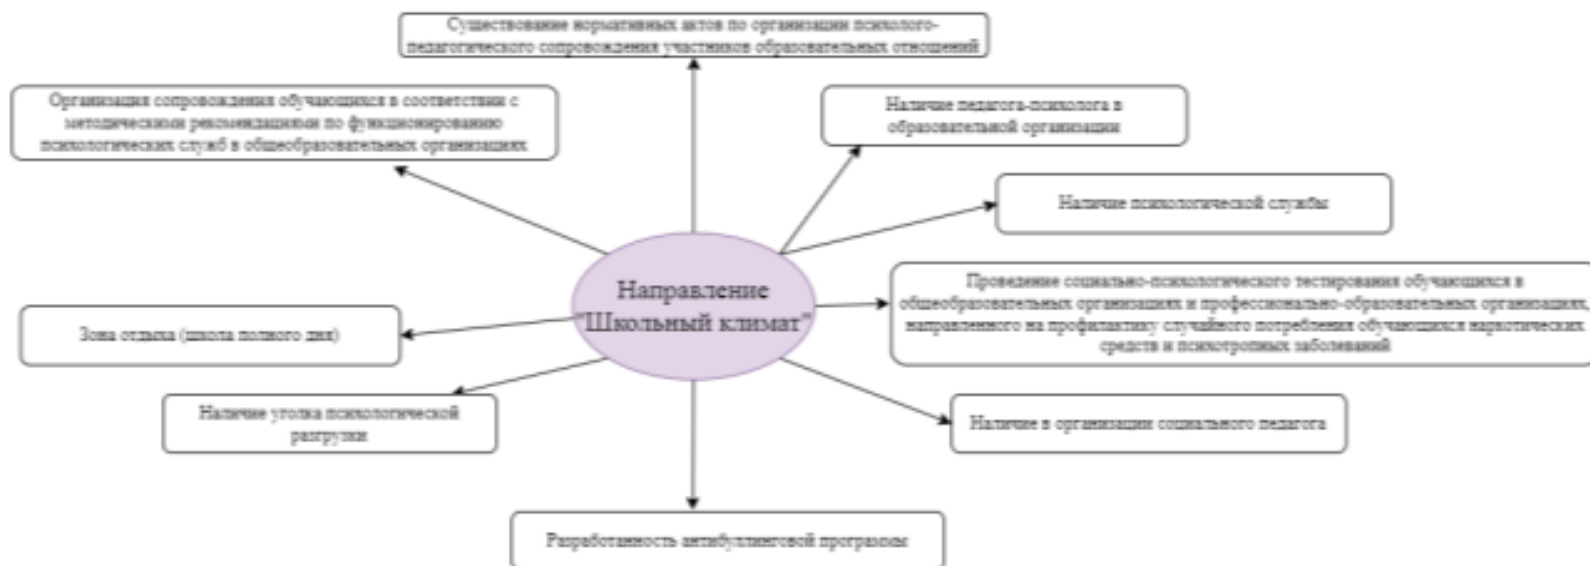 Существование нормативных актов по организации психолого-
педагогического сопровождения участников образовательных отношений
Организация сопровождения обучающихся в соответствии с
методическими рекомендациями по функционированию
психологических служб в общеобразовательных организациях
Наличие педагога-психолога в
образовательной организации
Наличие психологической службы
Направление
"Школьный климат"
Проведение социально-психологического тестирования обучающихся в
общеобразовательных организациях и профессионально-образовательных организациях,
направленного на профилактику случайного потребления обучающихся наркотических
средств и психотропных заболеваний
Зона отдыха (школа полного дня)
Наличие уголка психологической
разгрузки
Наличие в организации социального педагога
Разработанность антибуллинговой программы